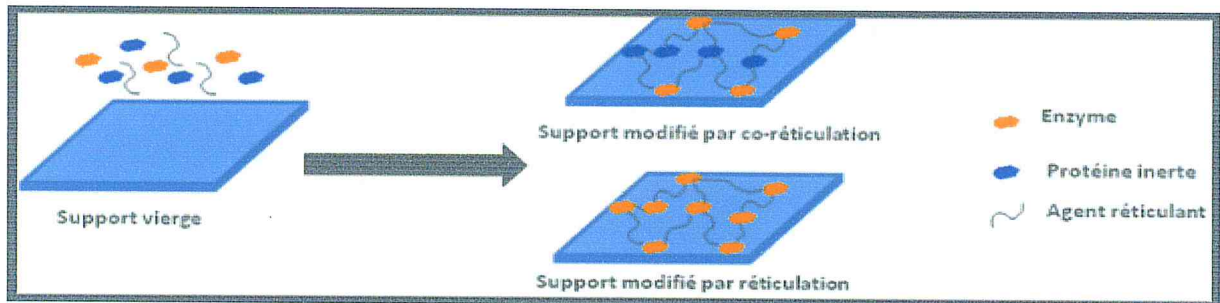 Support vierge
Support modifié par co-réticulation
Support modifié par réticulation
Enzyme
Protéine inerte
Agent réticulant